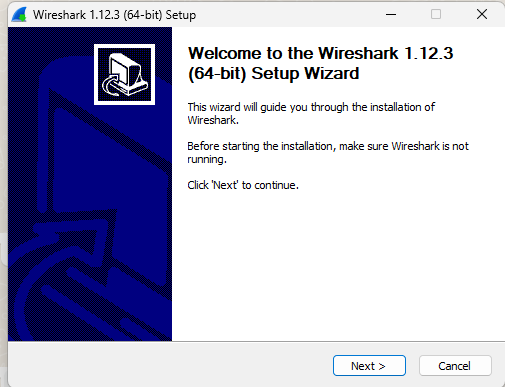 Wireshark 1.12.3 (64-bit) Setup
Welcome to the Wireshark 1.12.3
(64-bit) Setup Wizard
This wizard will guide you through the installation of
Wireshark.
Before starting the installation, make sure Wireshark is not
running.
Click 'Next' to continue.
Next >
Cancel